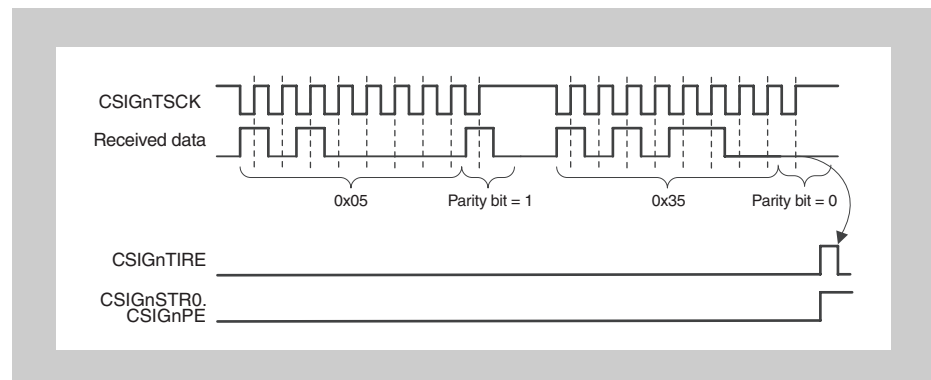 CSIGnTSCK
Received data
0x05
Parity bit = 1
0x35
Parity bit = 0
CSIGnTIRE
CSIGnSTR0.
CSIGnPE